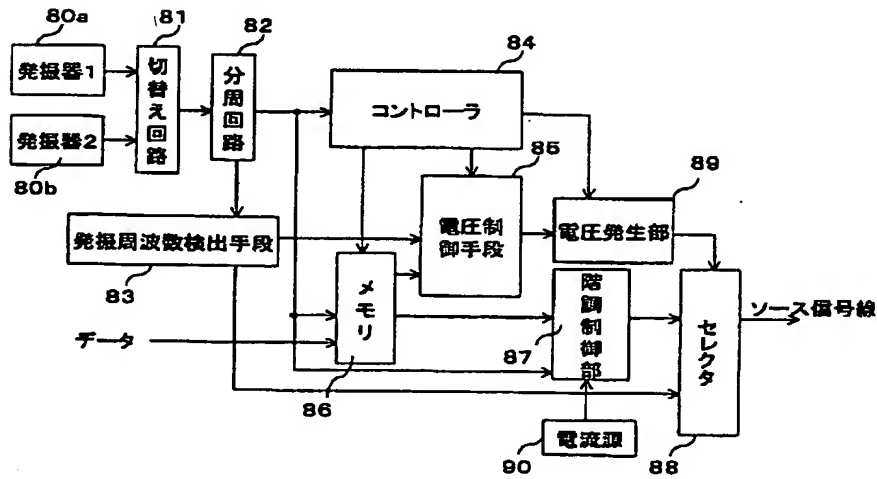 80a
発振器1
発振器2
80b
81
切替え回路
82
分周回路
84
コントローラ
85
電圧制御手段
89
電圧発生部
発振周波数検出手段
83
メモリ
86
データ
階調制御部
87
電流源
90
セレクタ
88
ソース信号線